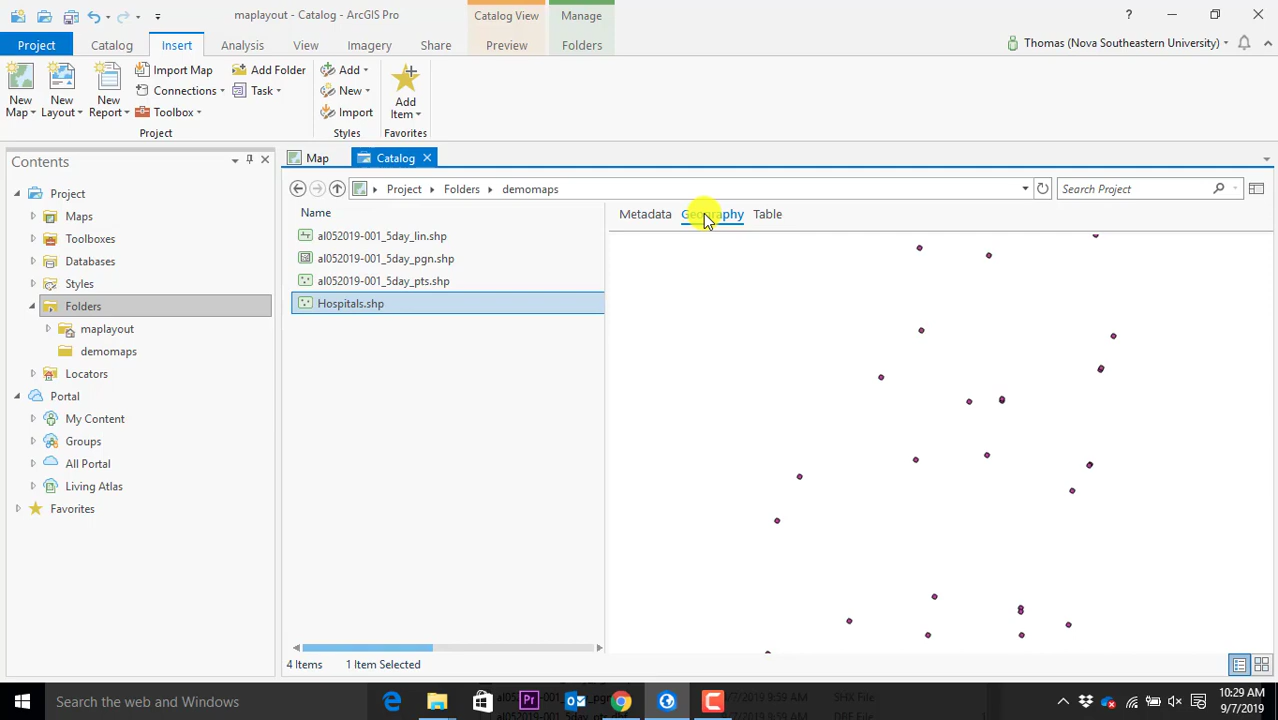 maplayout - Catalog - ArcGIS Pro
Catalog View
Manage
?
Project
Catalog
Insert
Analysis
View
Imagery
Share
Preview
Folders
Thomas (Nova Southeastern University)
New Map
New Layout
New Report
Import Map
Connections
Toolbox
Add Folder
Task
Project
Add
New
Import
Styles
Add Item
Favorites
Contents
Project
Maps
Toolboxes
Databases
Styles
Folders
maplayout
demomaps
Locators
Portal
My Content
Groups
All Portal
Living Atlas
Favorites
Map
Catalog
Project
Folders
demomaps
Search Project
Name
al052019-001_5day_lin.shp
al052019-001_5day_pgn.shp
al052019-001_5day_pts.shp
Hospitals.shp
Metadata
Geography
Table
4 Items
1 Item Selected
Search the web and Windows
Pr
10:29 AM
9/7/2019